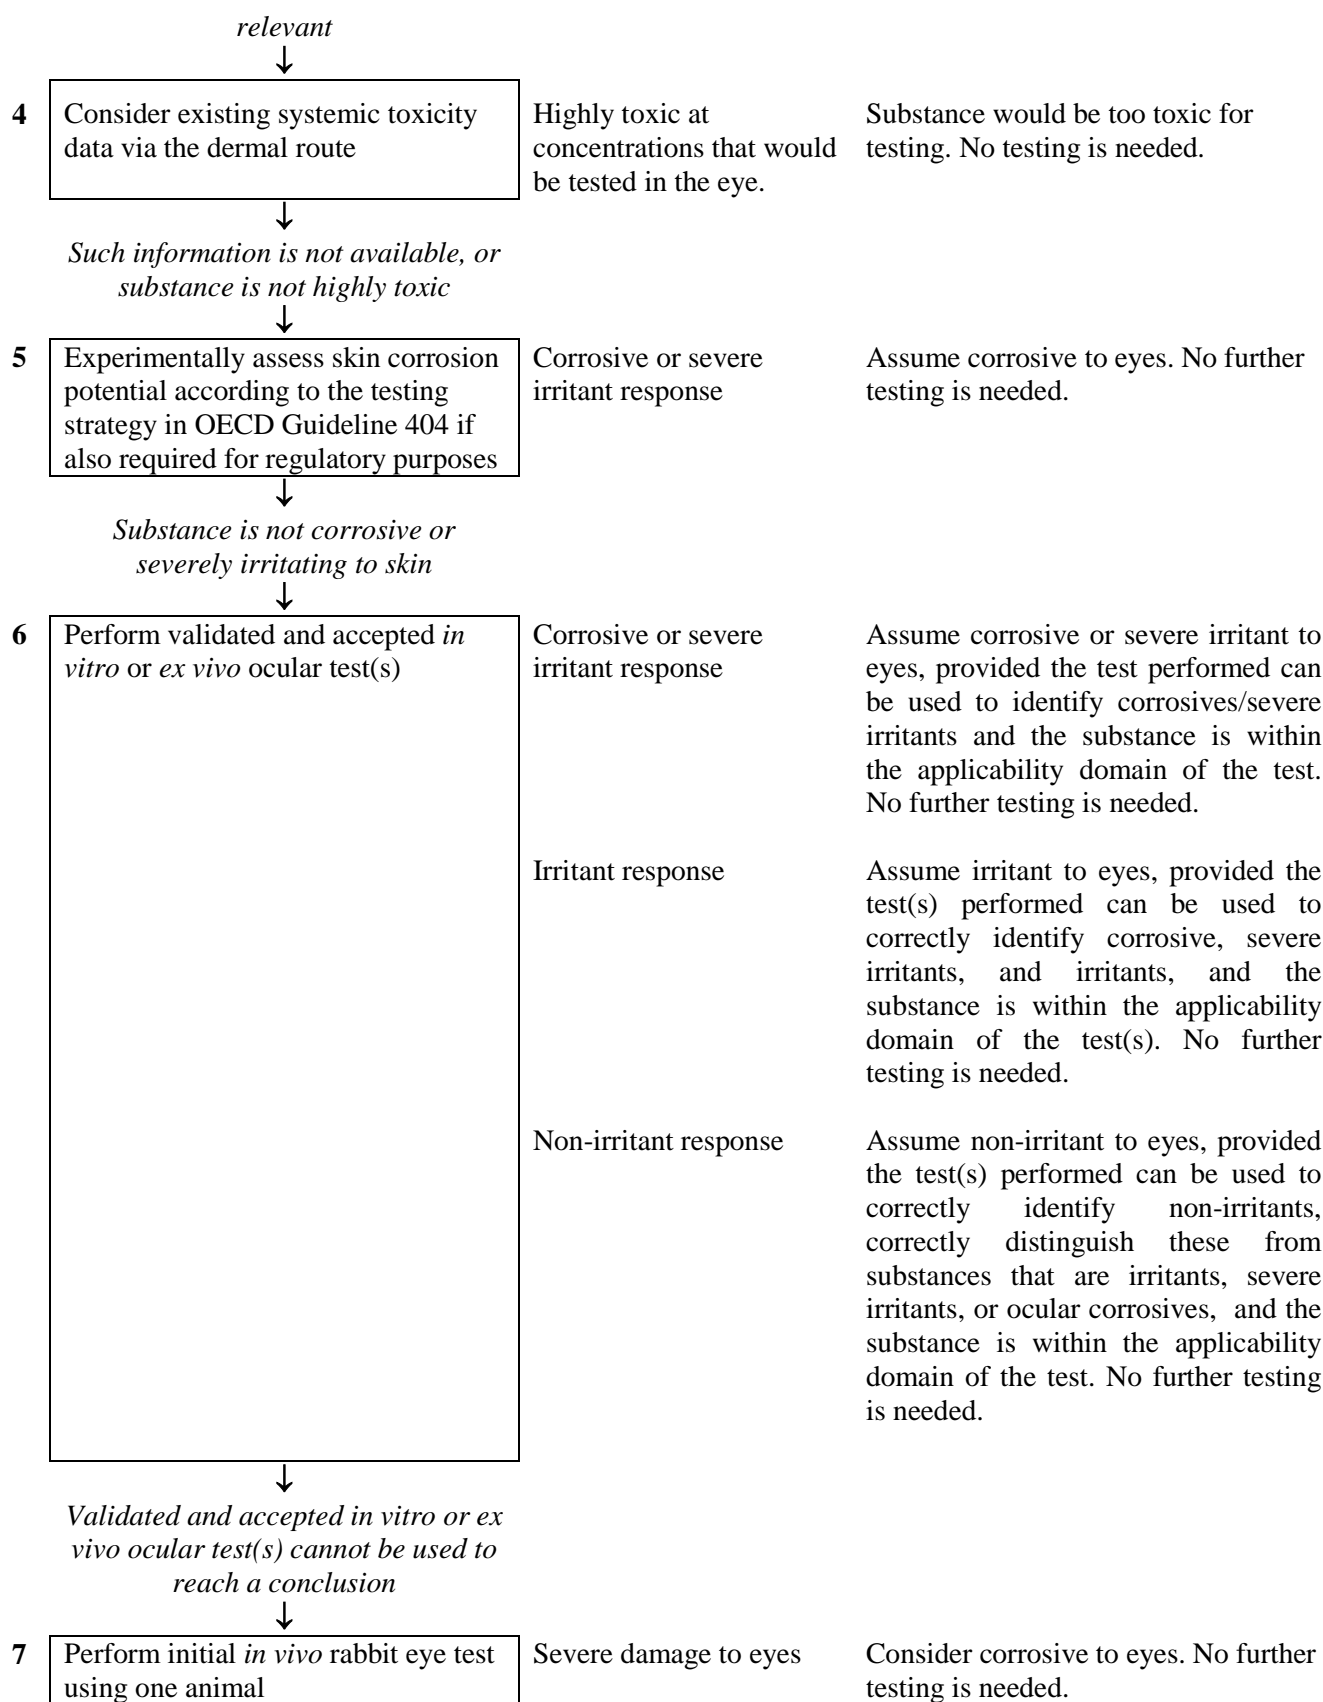 relevant
↓
4 Consider existing systemic toxicity
data via the dermal route
Highly toxic at
concentrations that would
be tested in the eye.
Substance would be too toxic for
testing. No testing is needed.
↓
Such information is not available, or
substance is not highly toxic
↓
5 Experimentally assess skin corrosion
potential according to the testing
strategy in OECD Guideline 404 if
also required for regulatory purposes
Corrosive or severe
irritant response
Assume corrosive to eyes. No further
testing is needed.
↓
Substance is not corrosive or
severely irritating to skin
↓
6 Perform validated and accepted in
vitro or ex vivo ocular test(s)
Corrosive or severe
irritant response
Assume corrosive or severe irritant to
eyes, provided the test performed can
be used to identify corrosives/severe
irritants and the substance is within
the applicability domain of the test.
No further testing is needed.
Irritant response
Assume irritant to eyes, provided the
test(s) performed can be used to
correctly identify corrosive, severe
irritants, and irritants, and the
substance is within the applicability
domain of the test(s). No further
testing is needed.
Non-irritant response
Assume non-irritant to eyes, provided
the test(s) performed can be used to
correctly identify non-irritants,
correctly distinguish these from
substances that are irritants, severe
irritants, or ocular corrosives, and the
substance is within the applicability
domain of the test. No further testing
is needed.
↓
Validated and accepted in vitro or ex
vivo ocular test(s) cannot be used to
reach a conclusion
↓
7 Perform initial in vivo rabbit eye test
using one animal
Severe damage to eyes
Consider corrosive to eyes. No further
testing is needed.